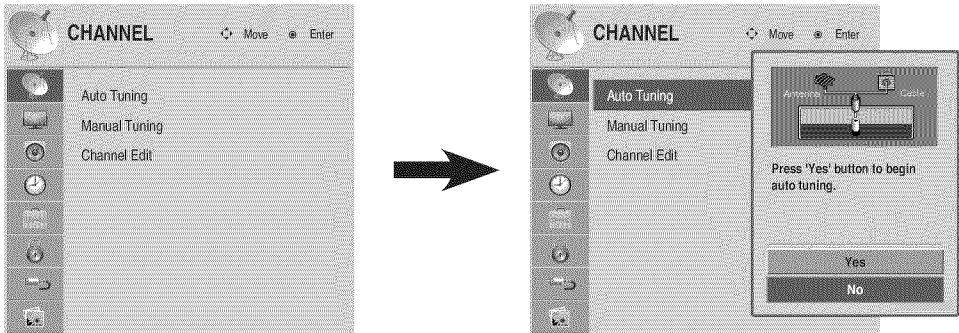 CHANNEL
Move Enter
Auto Tuning
Manual Tuning
Channel Edit
CHANNEL
Move Enter
Auto Tuning
Manual Tuning
Channel Edit
Antenna Cable
Press 'Yes' button to begin
auto tuning.
Yes
No